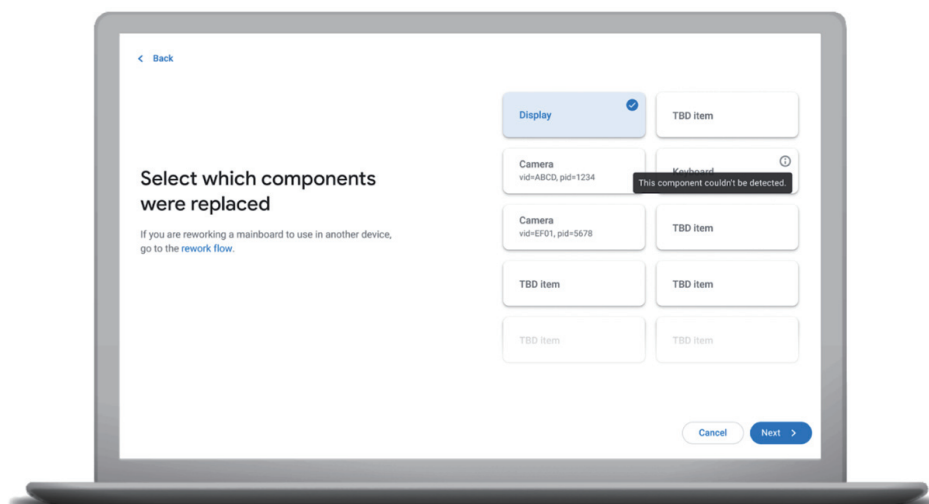 Back
Select which components
were replaced
If you are reworking a mainboard to use in another device,
go to the rework flow.
Display
TBD item
Camera
vid=ABCD, pid=1234
Keyboard
This component couldn't be detected.
Camera
vid=EF01, pid=5678
TBD item
TBD item
TBD item
TBD item
TBD item
Cancel
Next